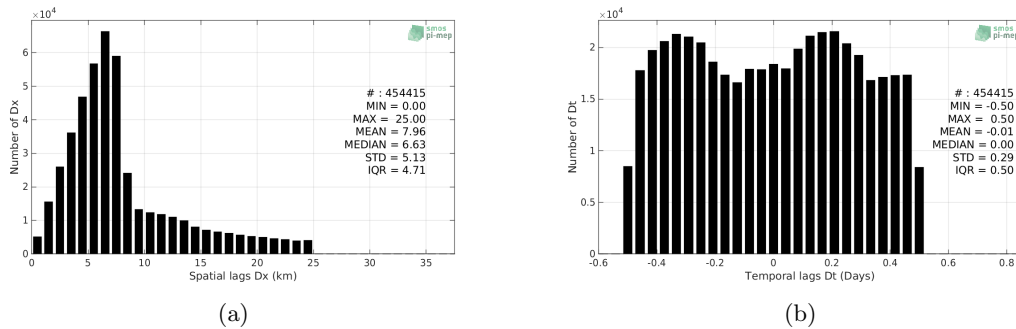 ×10⁴
smos
pi-mep
6
5
4
3
2
1
0
Number of Dx
# : 454415
MIN = 0.00
MAX = 25.00
MEAN = 7.96
MEDIAN = 6.63
STD = 5.13
IQR = 4.71
0 5 10 15 20 25 30 35
Spatial lags Dx (km)
(a)
×10⁴
smos
pi-mep
2
1.5
1
0.5
0
Number of Dt
# : 454415
MIN = -0.50
MAX = 0.50
MEAN = -0.01
MEDIAN = 0.00
STD = 0.29
IQR = 0.50
-0.6 -0.4 -0.2 0 0.2 0.4 0.6 0.8
Temporal lags Dt (Days)
(b)